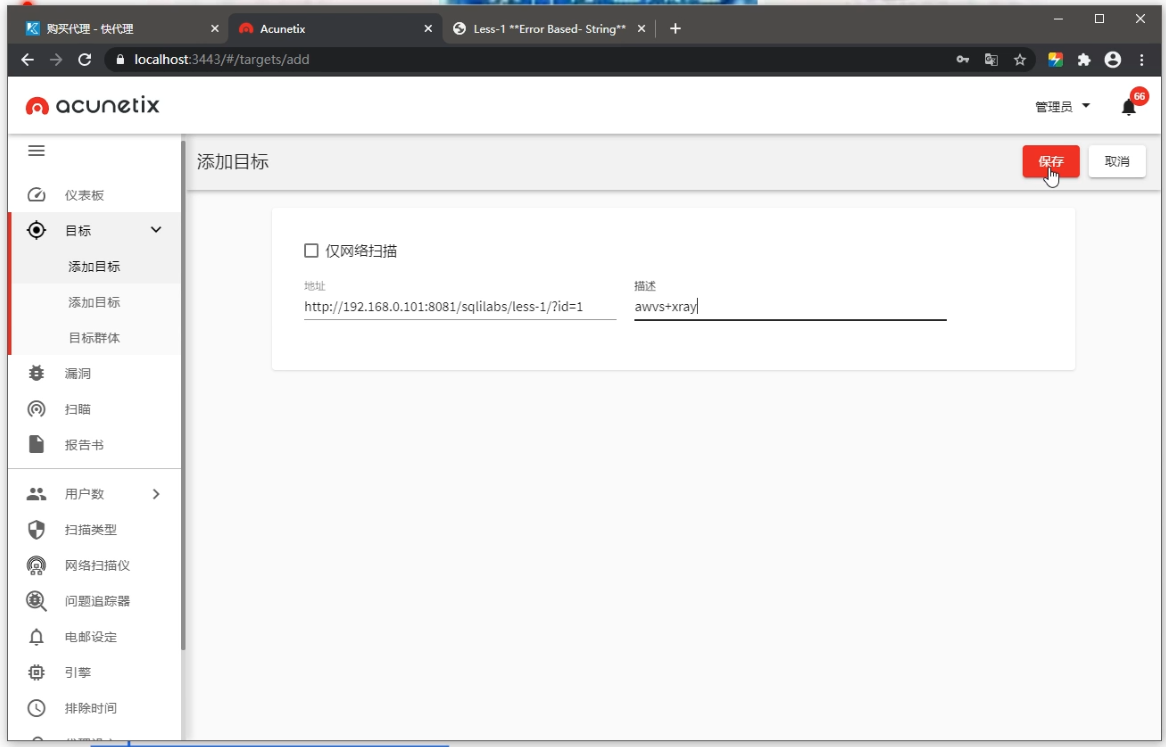 购买代理 - 快代理
Acunetix
Less-1 **Error Based- String**
localhost:3443/#/targets/add
acunetix
管理员
66
添加目标
保存
取消
仪表板
目标
添加目标
添加目标
目标群体
漏洞
扫瞄
报告书
用户数
扫描类型
网络扫描仪
问题追踪器
电邮设定
引擎
排除时间
仅网络扫描
地址
描述
http://192.168.0.101:8081/sqlilabs/less-1/?id=1
awvs+xray